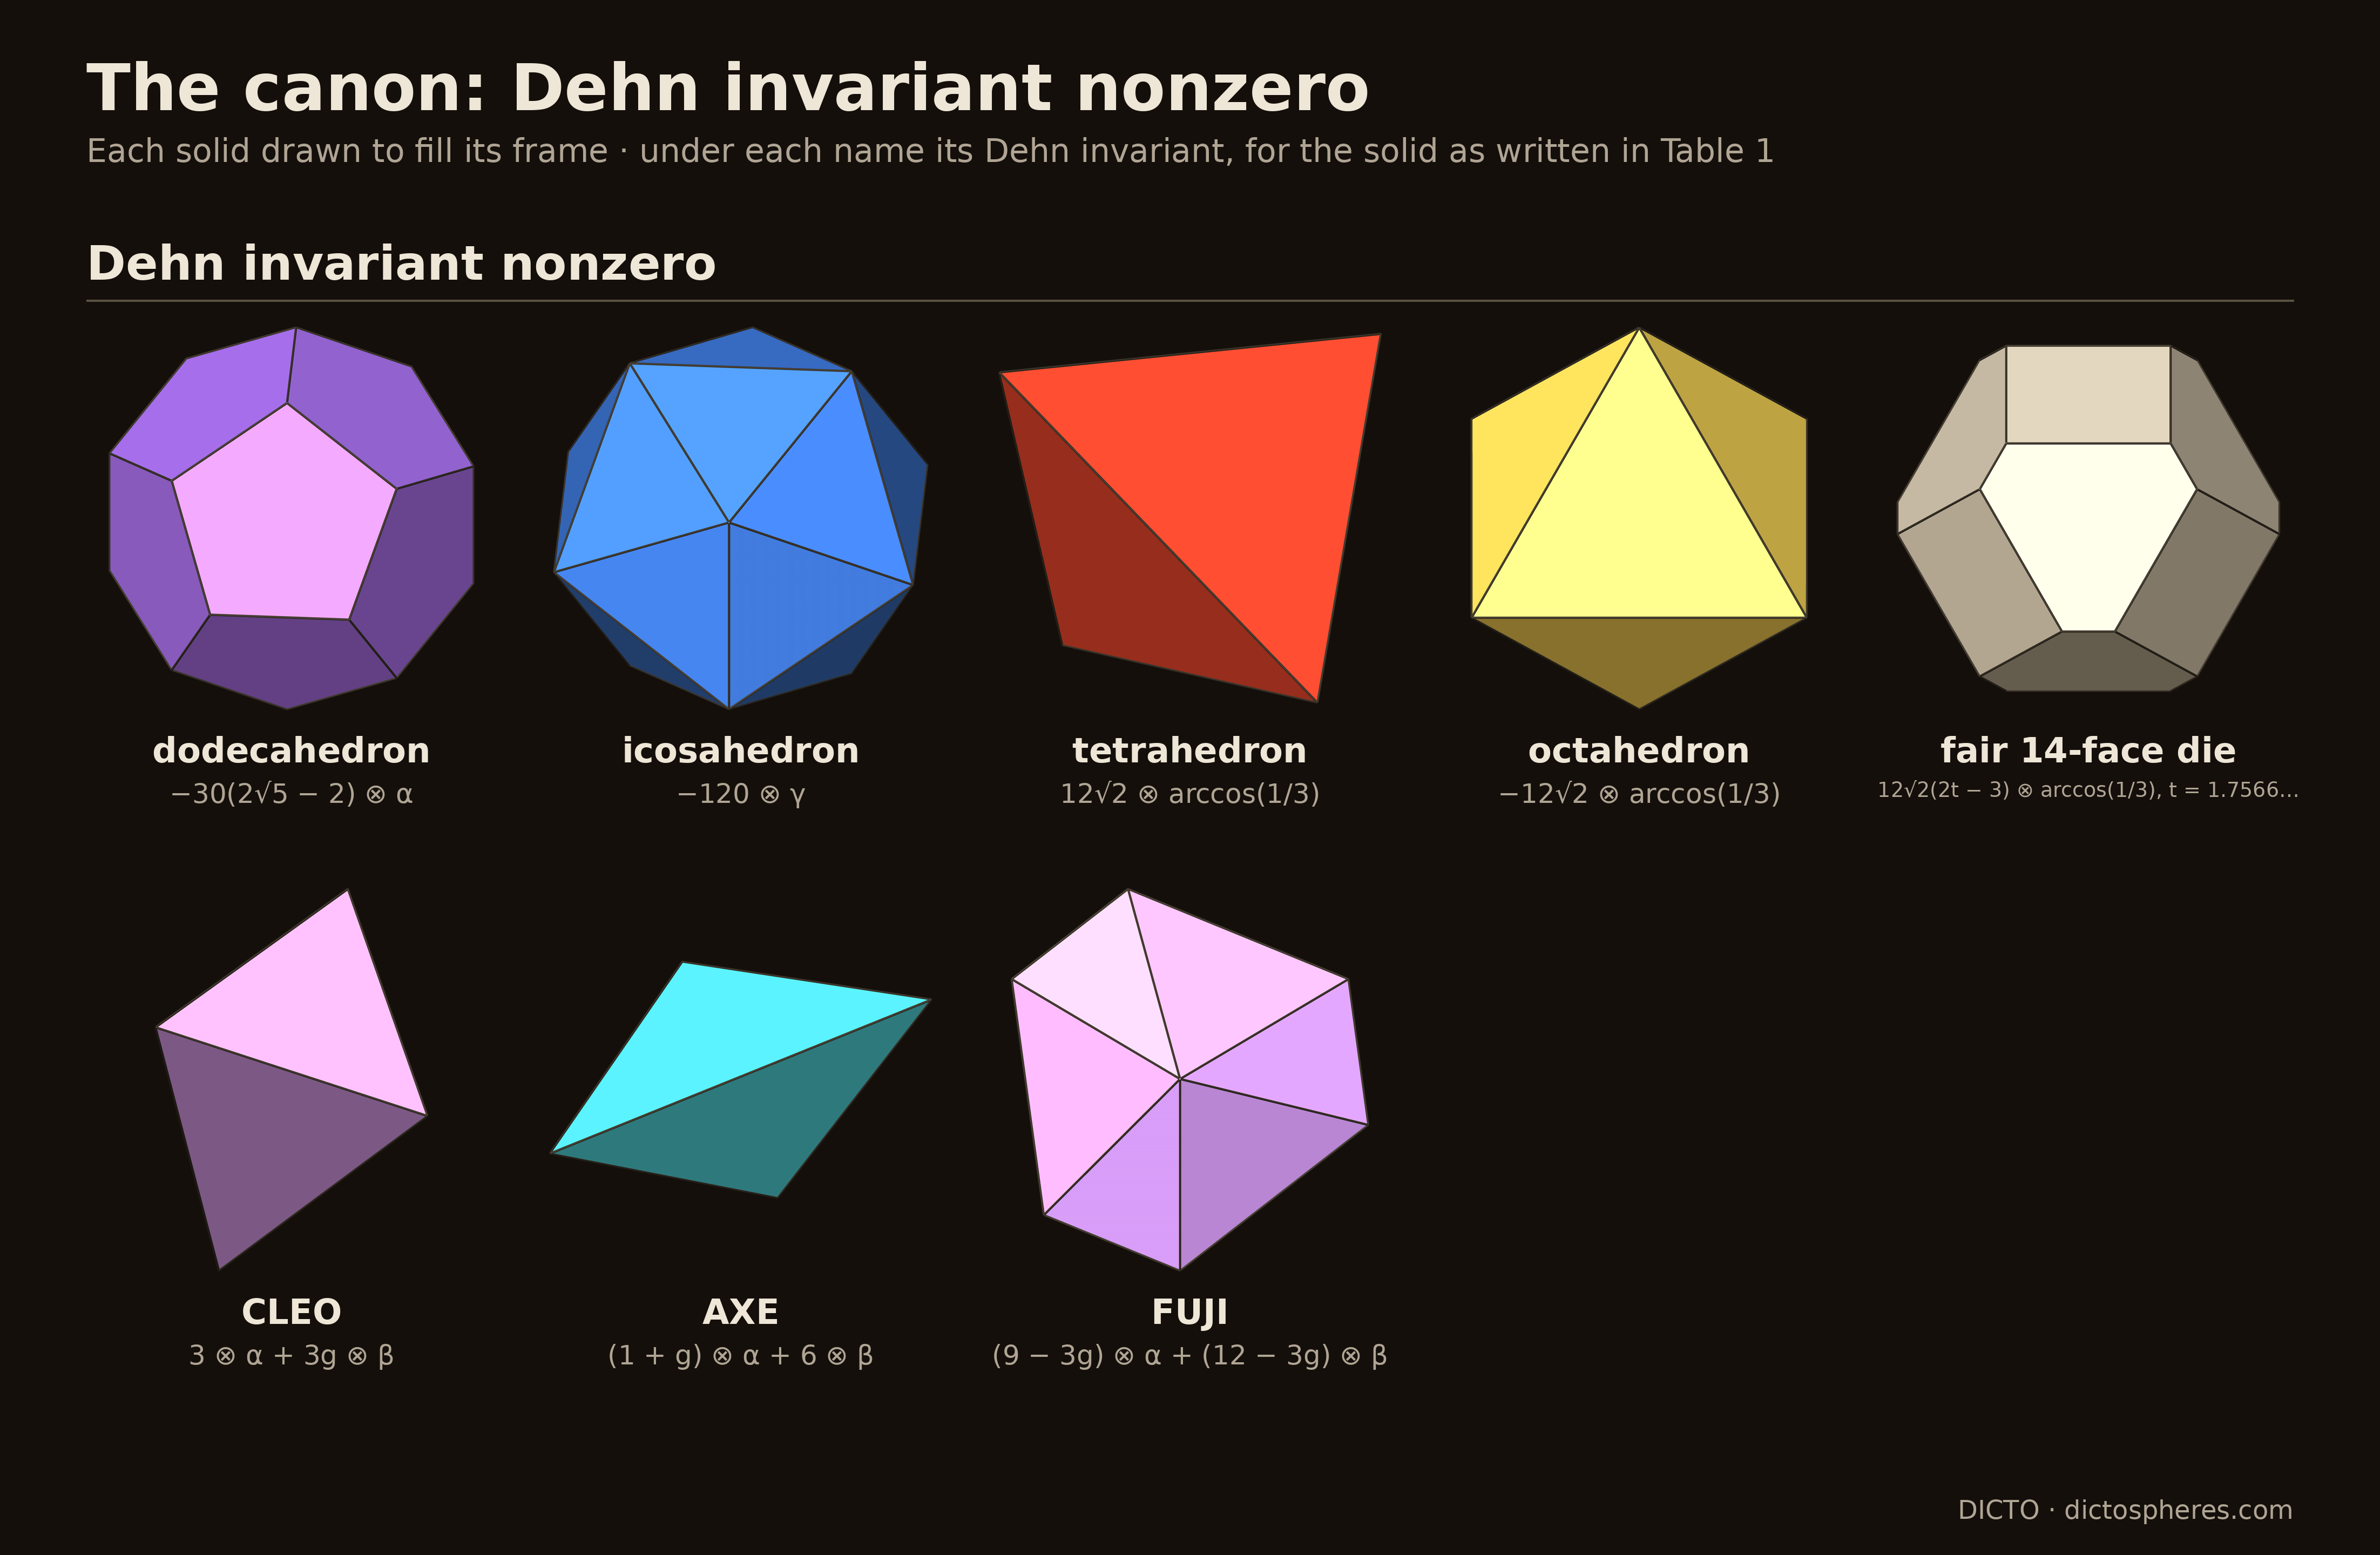 The canon: Dehn invariant nonzero
Each solid drawn to fill its frame · under each name its Dehn invariant, for the solid as written in Table 1
Dehn invariant nonzero
dodecahedron
−30(2√5 − 2) ⊗ α
icosahedron
−120 ⊗ γ
tetrahedron
12√2 ⊗ arccos(1/3)
octahedron
−12√2 ⊗ arccos(1/3)
fair 14-face die
12√2(2t − 3) ⊗ arccos(1/3), t = 1.7566…
CLEO
3 ⊗ α + 3g ⊗ β
AXE
(1 + g) ⊗ α + 6 ⊗ β
FUJI
(9 − 3g) ⊗ α + (12 − 3g) ⊗ β
DICTO · dictospheres.com